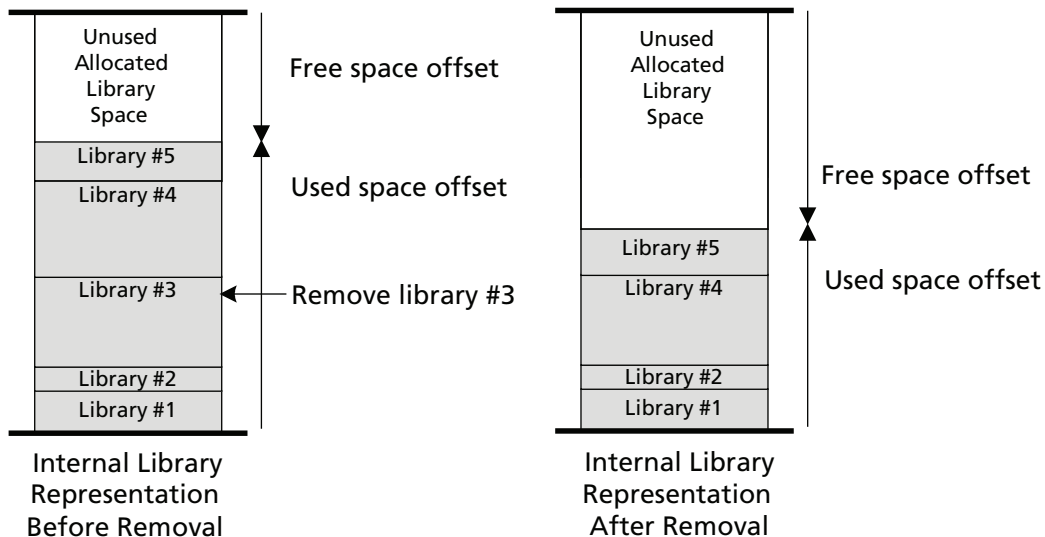 Unused
Allocated
Library
Space
Library #5
Library #4
Library #3
Library #2
Library #1
Free space offset
Used space offset
Remove library #3
Internal Library
Representation
Before Removal
Unused
Allocated
Library
Space
Library #5
Library #4
Library #2
Library #1
Free space offset
Used space offset
Internal Library
Representation
After Removal